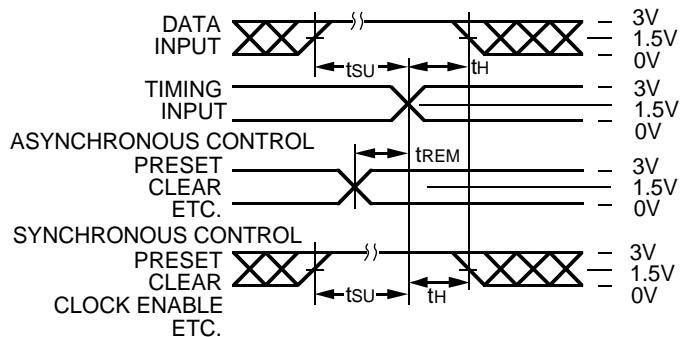 DATA
INPUT
3V
1.5V
0V
tSU
tH
TIMING
INPUT
3V
1.5V
0V
ASYNCHRONOUS CONTROL
tREM
PRESET
CLEAR
ETC.
3V
1.5V
0V
SYNCHRONOUS CONTROL
PRESET
CLEAR
CLOCK ENABLE
ETC.
3V
1.5V
0V
tSU
tH